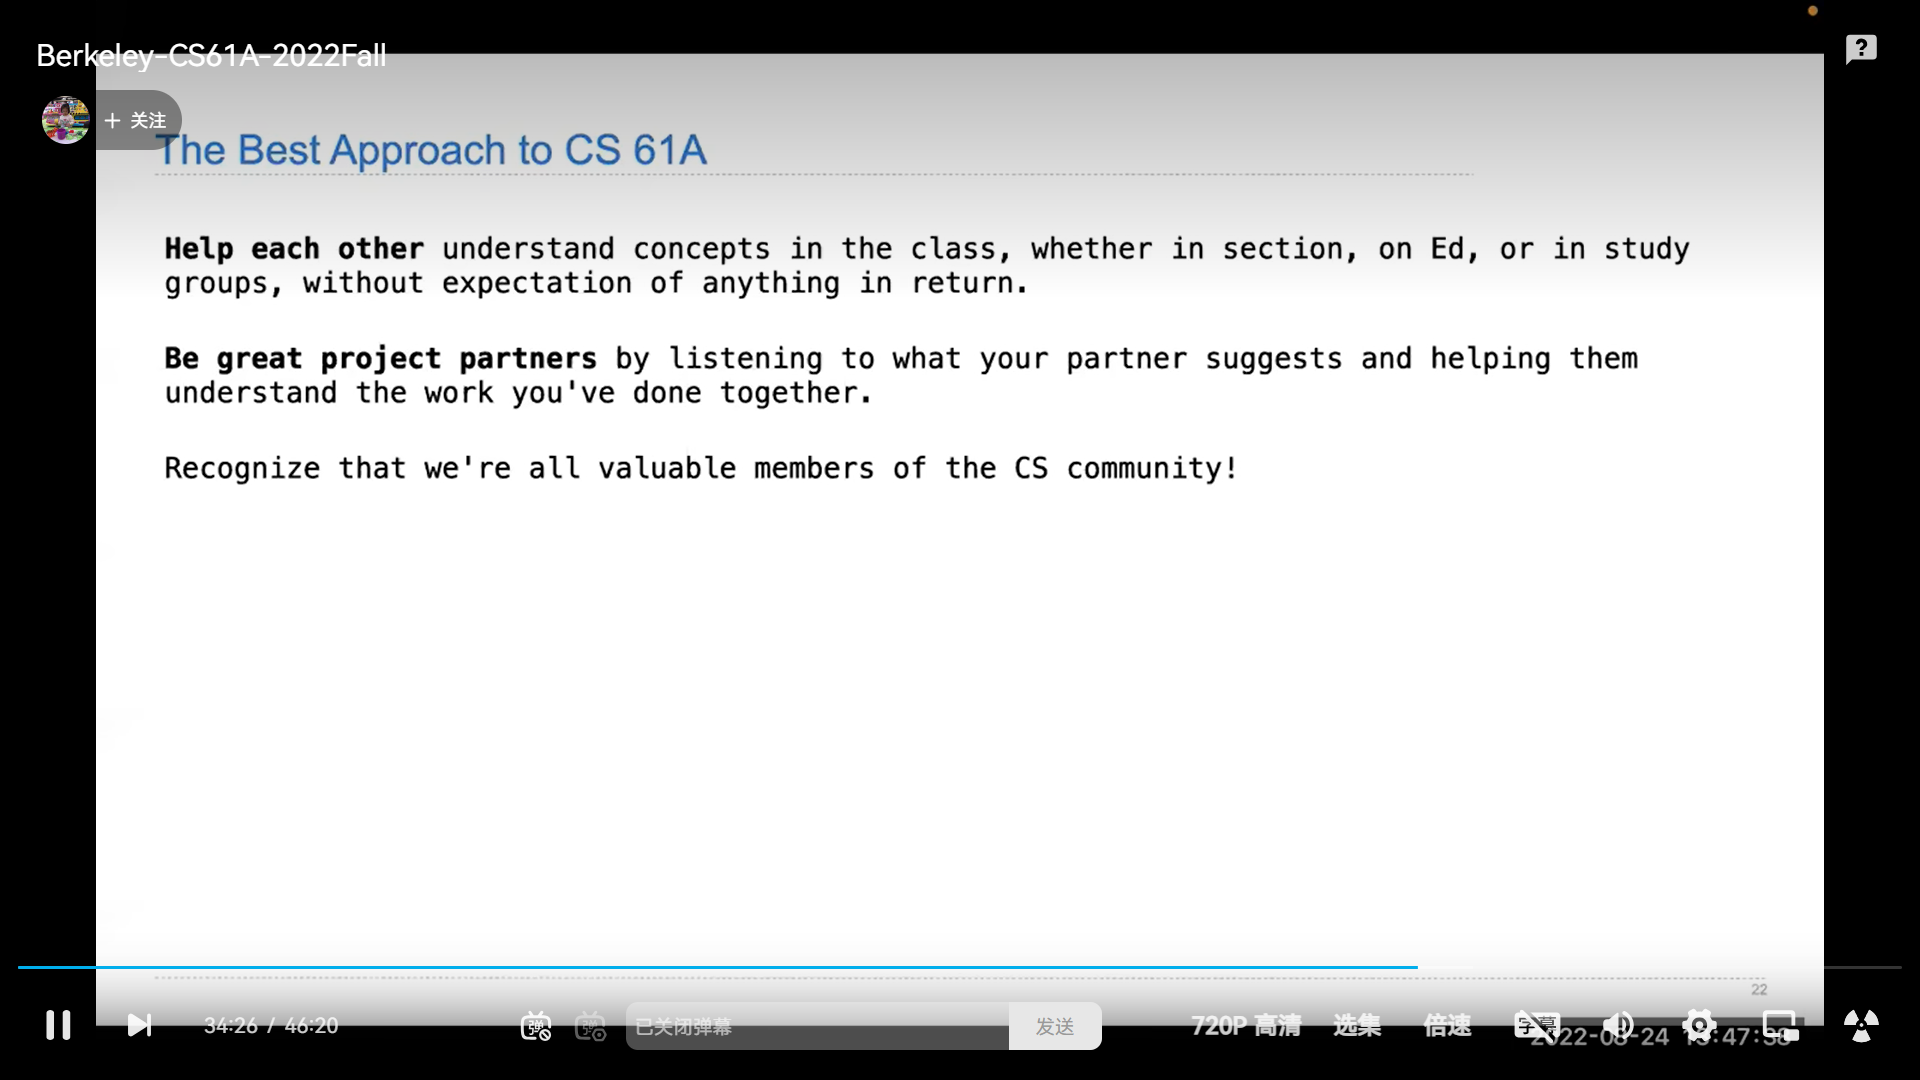 Berkeley-CS61A-2022Fall
+ 关注
The Best Approach to CS 61A
Help each other understand concepts in the class, whether in section, on Ed, or in study
groups, without expectation of anything in return.
Be great project partners by listening to what your partner suggests and helping them
understand the work you've done together.
Recognize that we're all valuable members of the CS community!
22
34:26 / 46:20
弹
弹
已关闭弹幕
发送
720P 高清
选集
倍速
字幕
2022-08-24